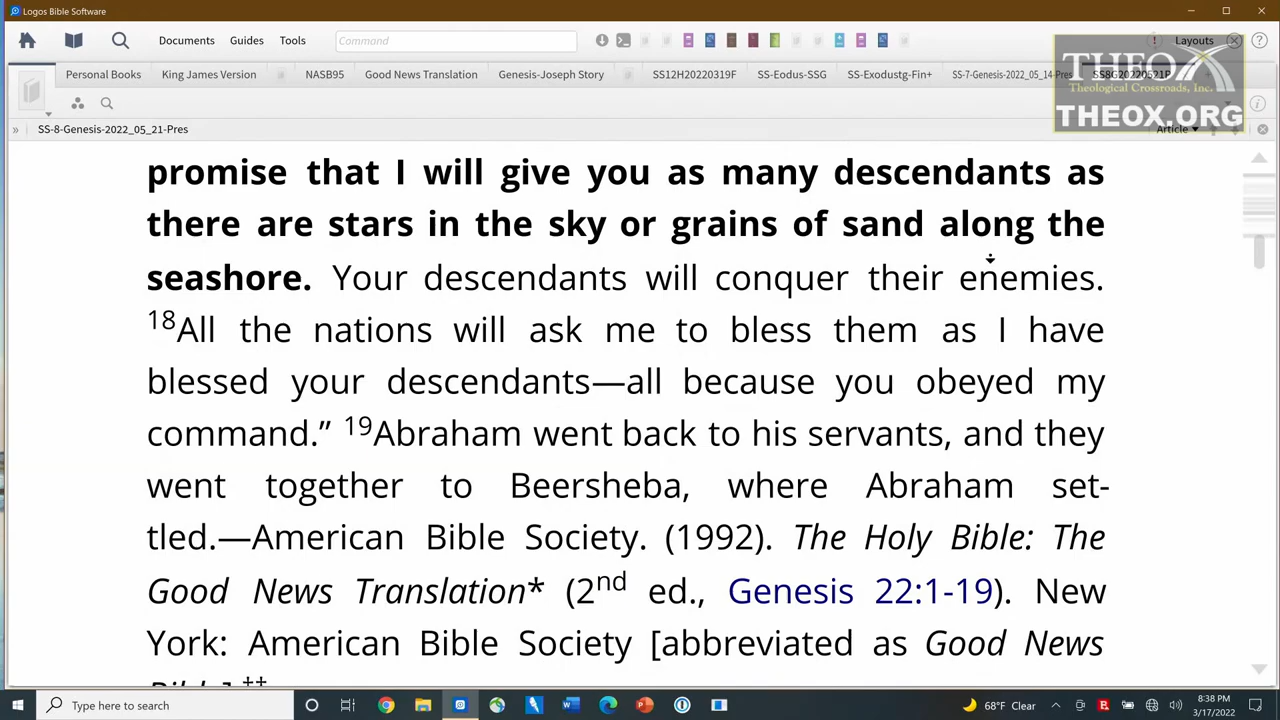 Logos Bible Software
Documents Guides Tools Command Layouts
Personal Books King James Version NASB95 Good News Translation Genesis-Joseph Story SS12H20220319F SS-Eodus-SSG SS-Exodustg-Fin+ SS-7-Genesis-2022_05_14-Pres SS8G20220521P
THEOX
Theological Crossroads, Inc.
THEOX.ORG
SS-8-Genesis-2022_05_21-Pres Article
promise that I will give you as many descendants as
there are stars in the sky or grains of sand along the
seashore. Your descendants will conquer their enemies.
18All the nations will ask me to bless them as I have
blessed your descendants—all because you obeyed my
command.” 19Abraham went back to his servants, and they
went together to Beersheba, where Abraham set-
tled.—American Bible Society. (1992). The Holy Bible: The
Good News Translation* (2nd ed., Genesis 22:1-19). New
York: American Bible Society [abbreviated as Good News
Type here to search 68°F Clear 8:38 PM
3/17/2022